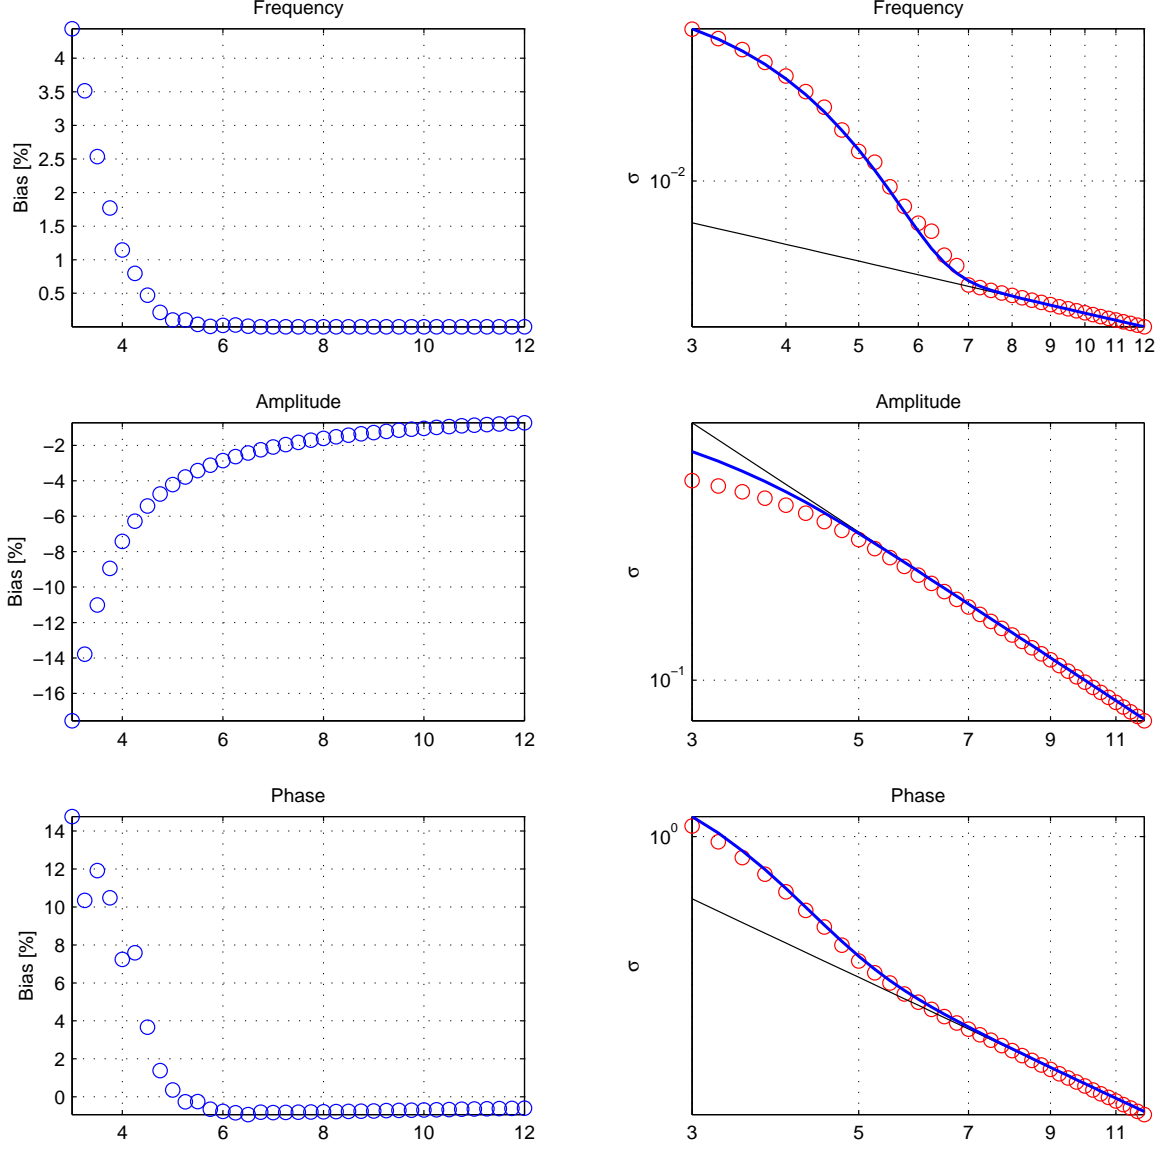 Frequency
Bias [%]
4
3.5
3
2.5
2
1.5
1
0.5
4 6 8 10 12
Frequency
σ
10⁻²
3 4 5 6 7 8 9 10 11 12
Amplitude
Bias [%]
−2
−4
−6
−8
−10
−12
−14
−16
4 6 8 10 12
Amplitude
σ
10⁻¹
3 5 7 9 11
Phase
Bias [%]
14
12
10
8
6
4
2
0
4 6 8 10 12
Phase
σ
10⁰
3 5 7 9 11